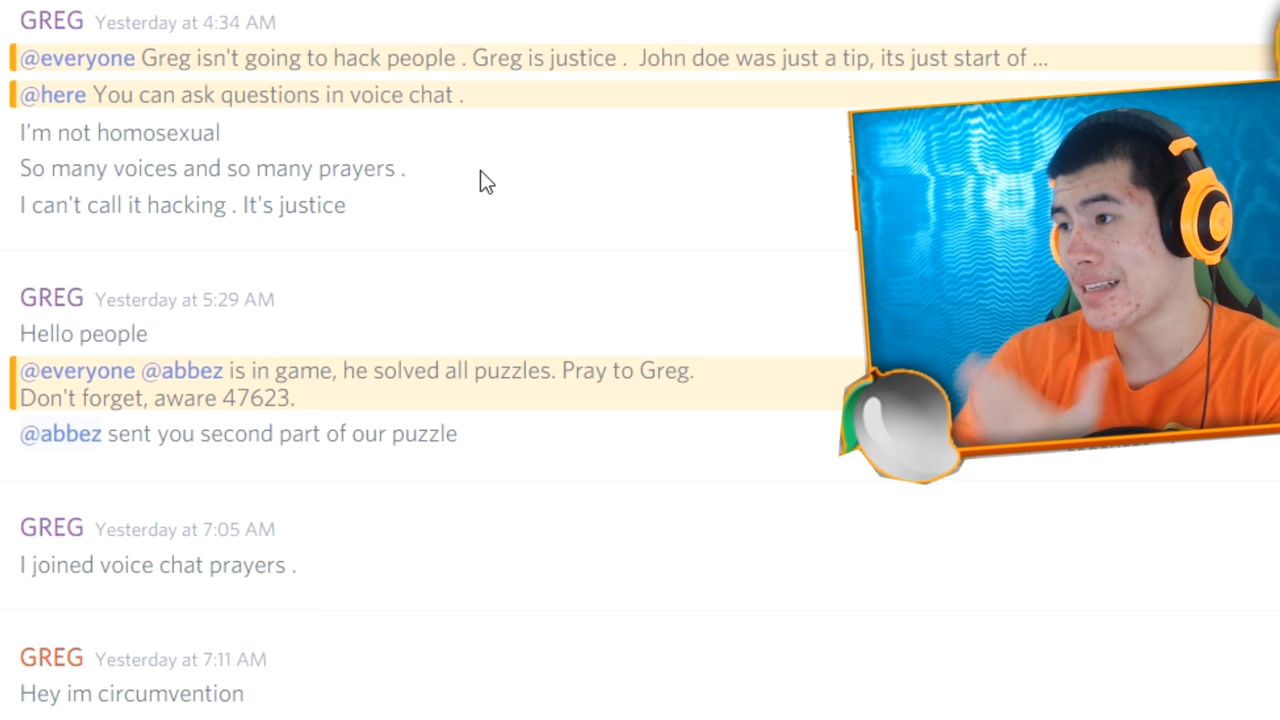 GREG Yesterday at 4:34 AM
@everyone Greg isn't going to hack people . Greg is justice .  John doe was just a tip, its just start of ...
@here You can ask questions in voice chat .
I'm not homosexual
So many voices and so many prayers .
I can't call it hacking . It's justice
GREG Yesterday at 5:29 AM
Hello people
@everyone @abbez is in game, he solved all puzzles. Pray to Greg.
Don't forget, aware 47623.
@abbez sent you second part of our puzzle
GREG Yesterday at 7:05 AM
I joined voice chat prayers .
GREG Yesterday at 7:11 AM
Hey im circumvention